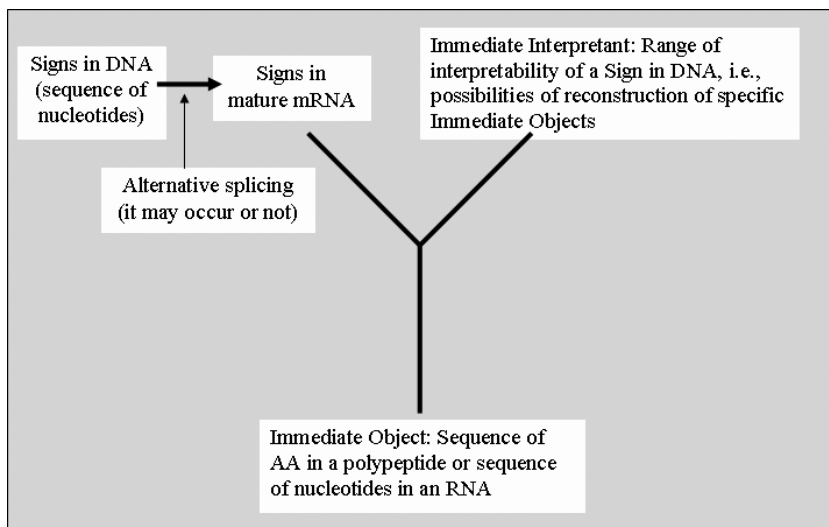 Signs in DNA
(sequence of
nucleotides)
Signs in
mature mRNA
Immediate Interpretant: Range of
interpretability of a Sign in DNA, i.e.,
possibilities of reconstruction of specific
Immediate Objects
Alternative splicing
(it may occur or not)
Immediate Object: Sequence of
AA in a polypeptide or sequence
of nucleotides in an RNA